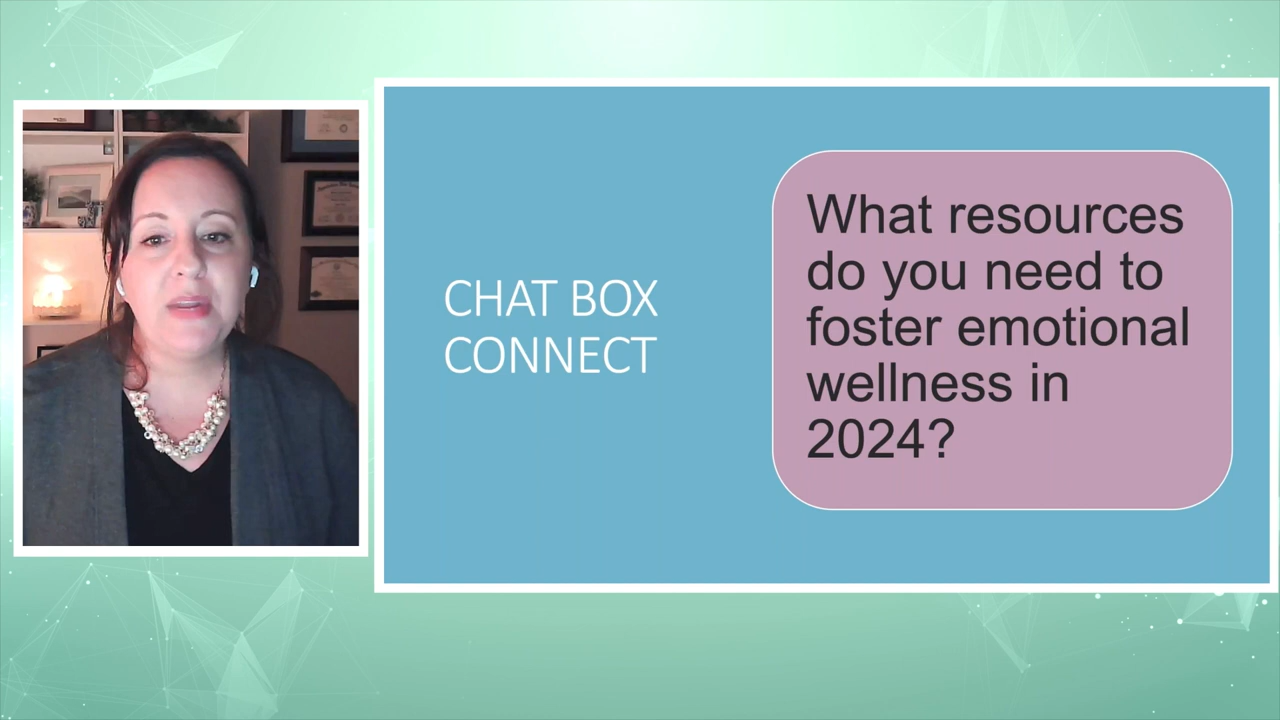 CHAT BOX
CONNECT
What resources
do you need to
foster emotional
wellness in
2024?